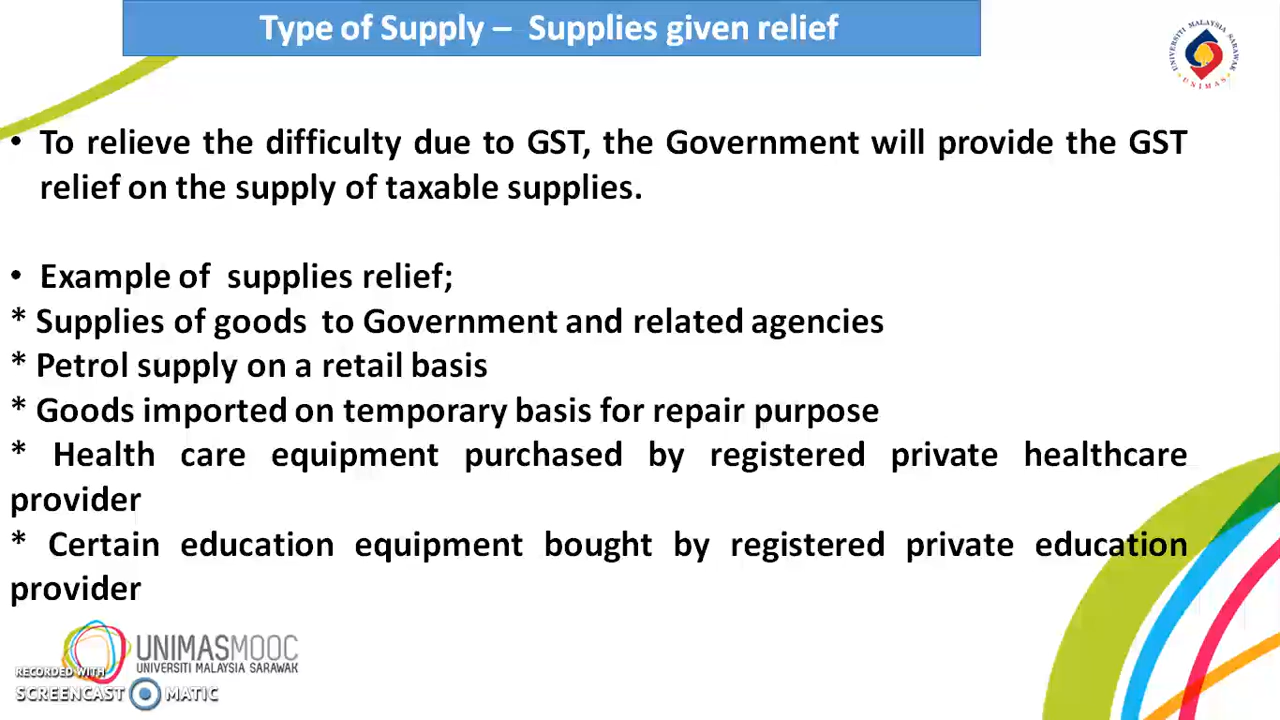 Type of Supply – Supplies given relief
UNIVERSITI MALAYSIA SARAWAK
UNIMAS
• To relieve the difficulty due to GST, the Government will provide the GST
relief on the supply of taxable supplies.
• Example of supplies relief;
* Supplies of goods to Government and related agencies
* Petrol supply on a retail basis
* Goods imported on temporary basis for repair purpose
* Health care equipment purchased by registered private healthcare
provider
* Certain education equipment bought by registered private education
provider
UNIMASMOOC
UNIVERSITI MALAYSIA SARAWAK
RECORDED WITH
SCREENCAST MATIC